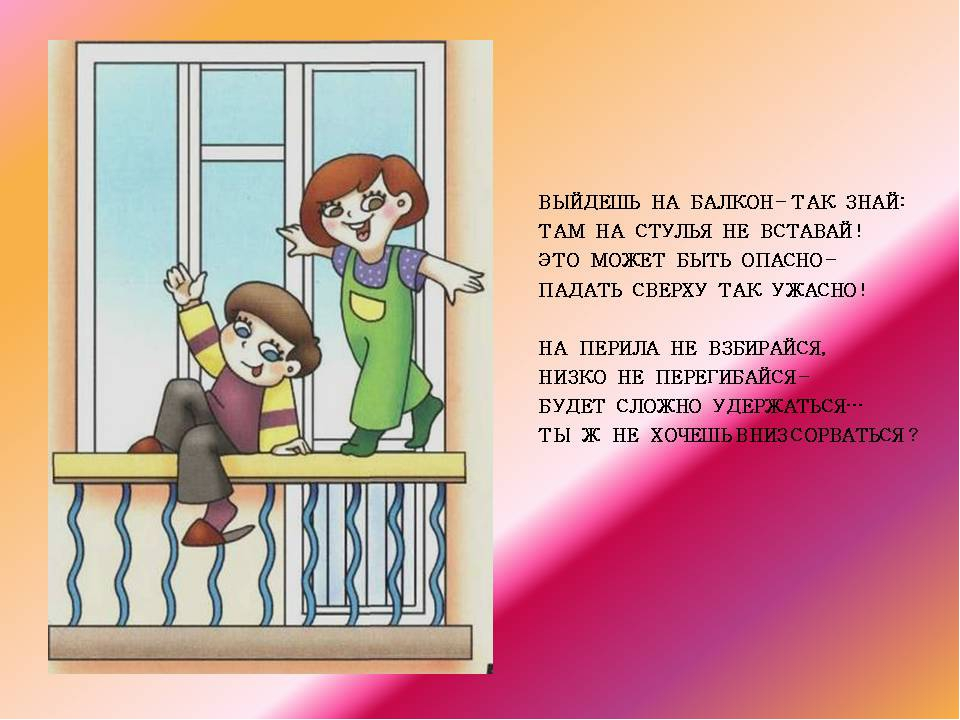 ВЫЙДЕШЬ НА БАЛКОН–ТАК ЗНАЙ:
ТАМ НА СТУЛЬЯ НЕ ВСТАВАЙ!
ЭТО МОЖЕТ БЫТЬ ОПАСНО–
ПАДАТЬ СВЕРХУ ТАК УЖАСНО!
НА ПЕРИЛА НЕ ВЗБИРАЙСЯ,
НИЗКО НЕ ПЕРЕГИБАЙСЯ–
БУДЕТ СЛОЖНО УДЕРЖАТЬСЯ…
ТЫ Ж НЕ ХОЧЕШЬ ВНИЗ СОРВАТЬСЯ?